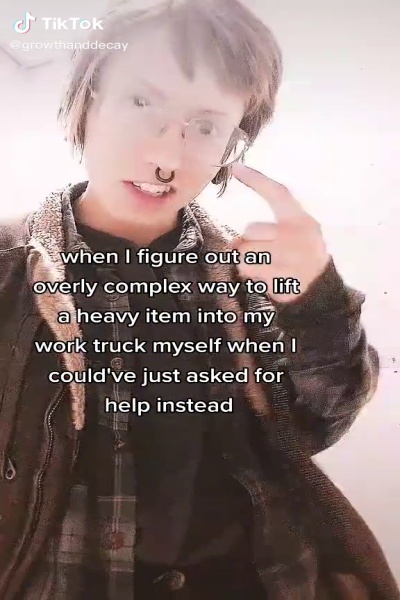 TikTok
@growthanddecay
when I figure out an
overly complex way to lift
a heavy item into my
work truck myself when I
could've just asked for
help instead